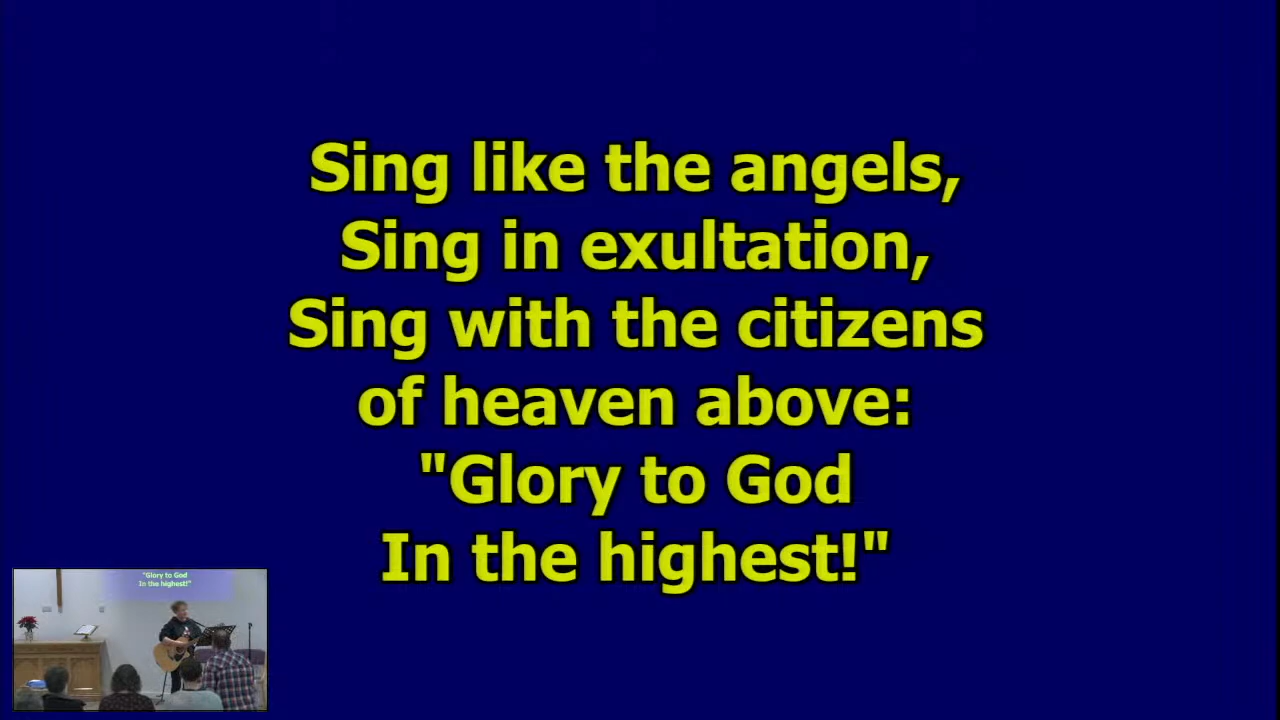 Sing like the angels,
Sing in exultation,
Sing with the citizens
of heaven above:
"Glory to God
In the highest!"
"Glory to God
In the highest!"